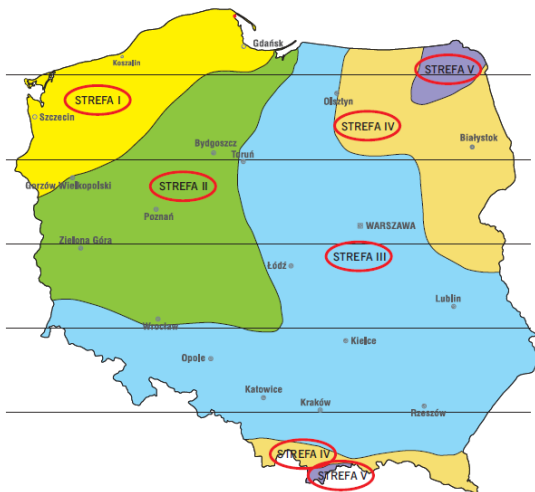 Gdańsk
Koszalin
STREFA V
STREFA I
Olsztyn
Szczecin
STREFA IV
Białystok
Bydgoszcz
Toruń
Gorzów Wielkopolski
STREFA II
Poznań
WARSZAWA
Zielona Góra
STREFA III
Łódź
Lublin
Wrocław
Kielce
Opole
Katowice
Kraków
Rzeszów
STREFA IV
STREFA V